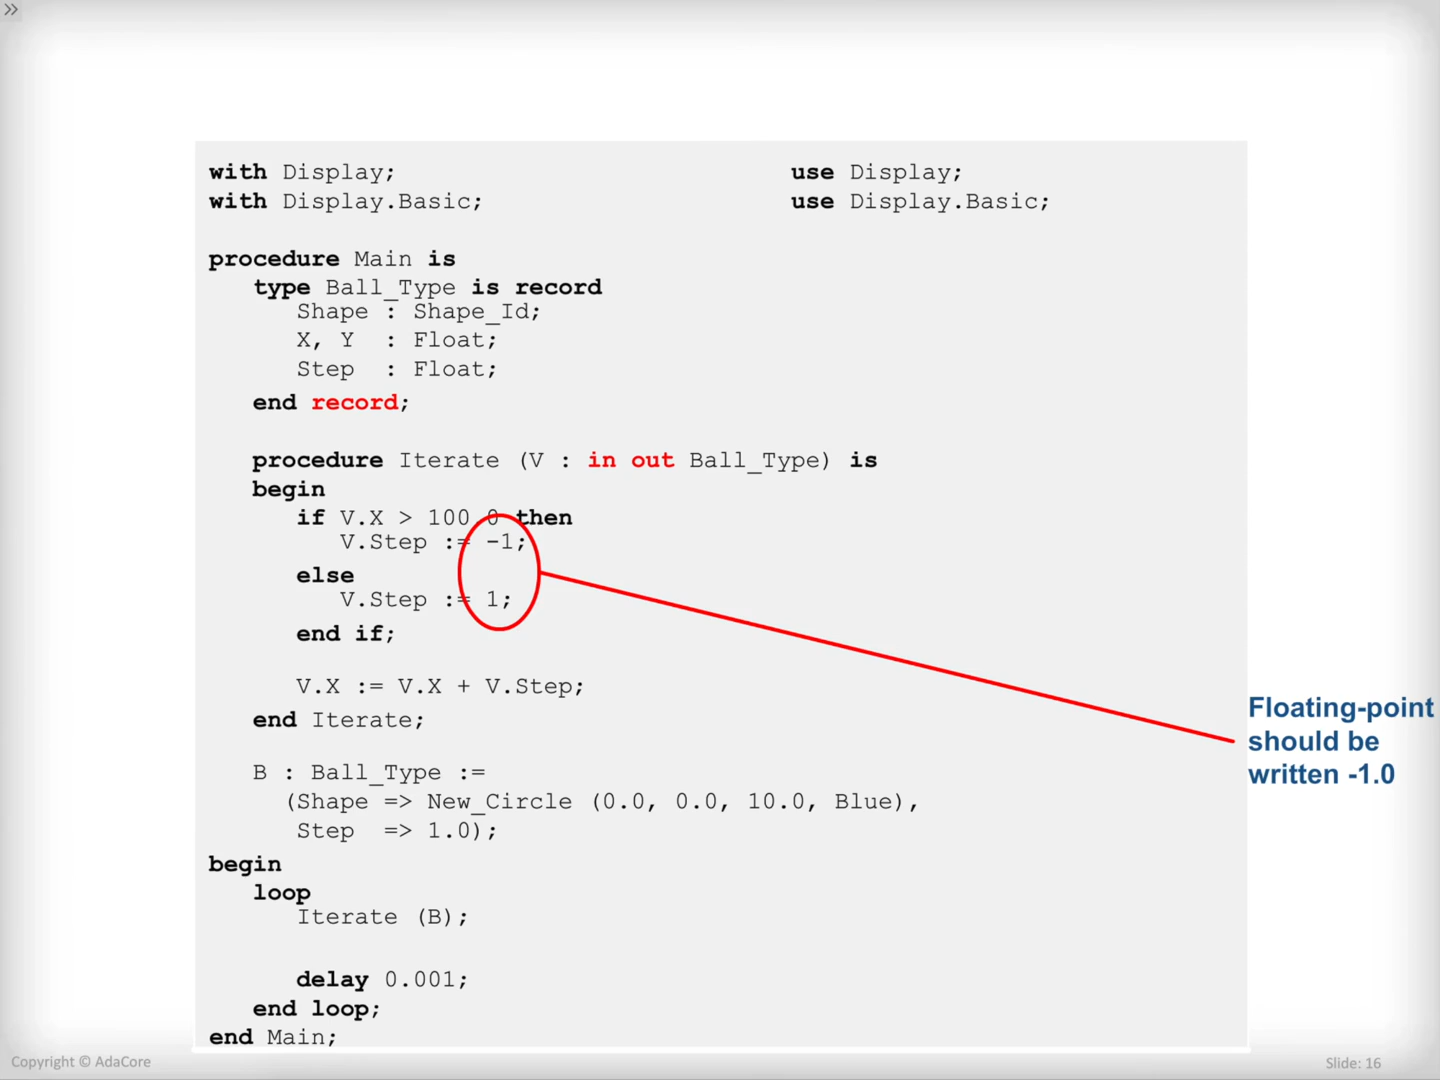 »
with Display; use Display;
with Display.Basic; use Display.Basic;
procedure Main is
type Ball_Type is record
Shape : Shape_Id;
X, Y : Float;
Step : Float;
end record;
procedure Iterate (V : in out Ball_Type) is
begin
if V.X > 100.0 then
V.Step := -1;
else
V.Step := 1;
end if;
V.X := V.X + V.Step;
end Iterate;
Floating-point
should be
written -1.0
B : Ball_Type :=
(Shape => New_Circle (0.0, 0.0, 10.0, Blue),
Step => 1.0);
begin
loop
Iterate (B);
delay 0.001;
end loop;
end Main;
Copyright © AdaCore
Slide: 16